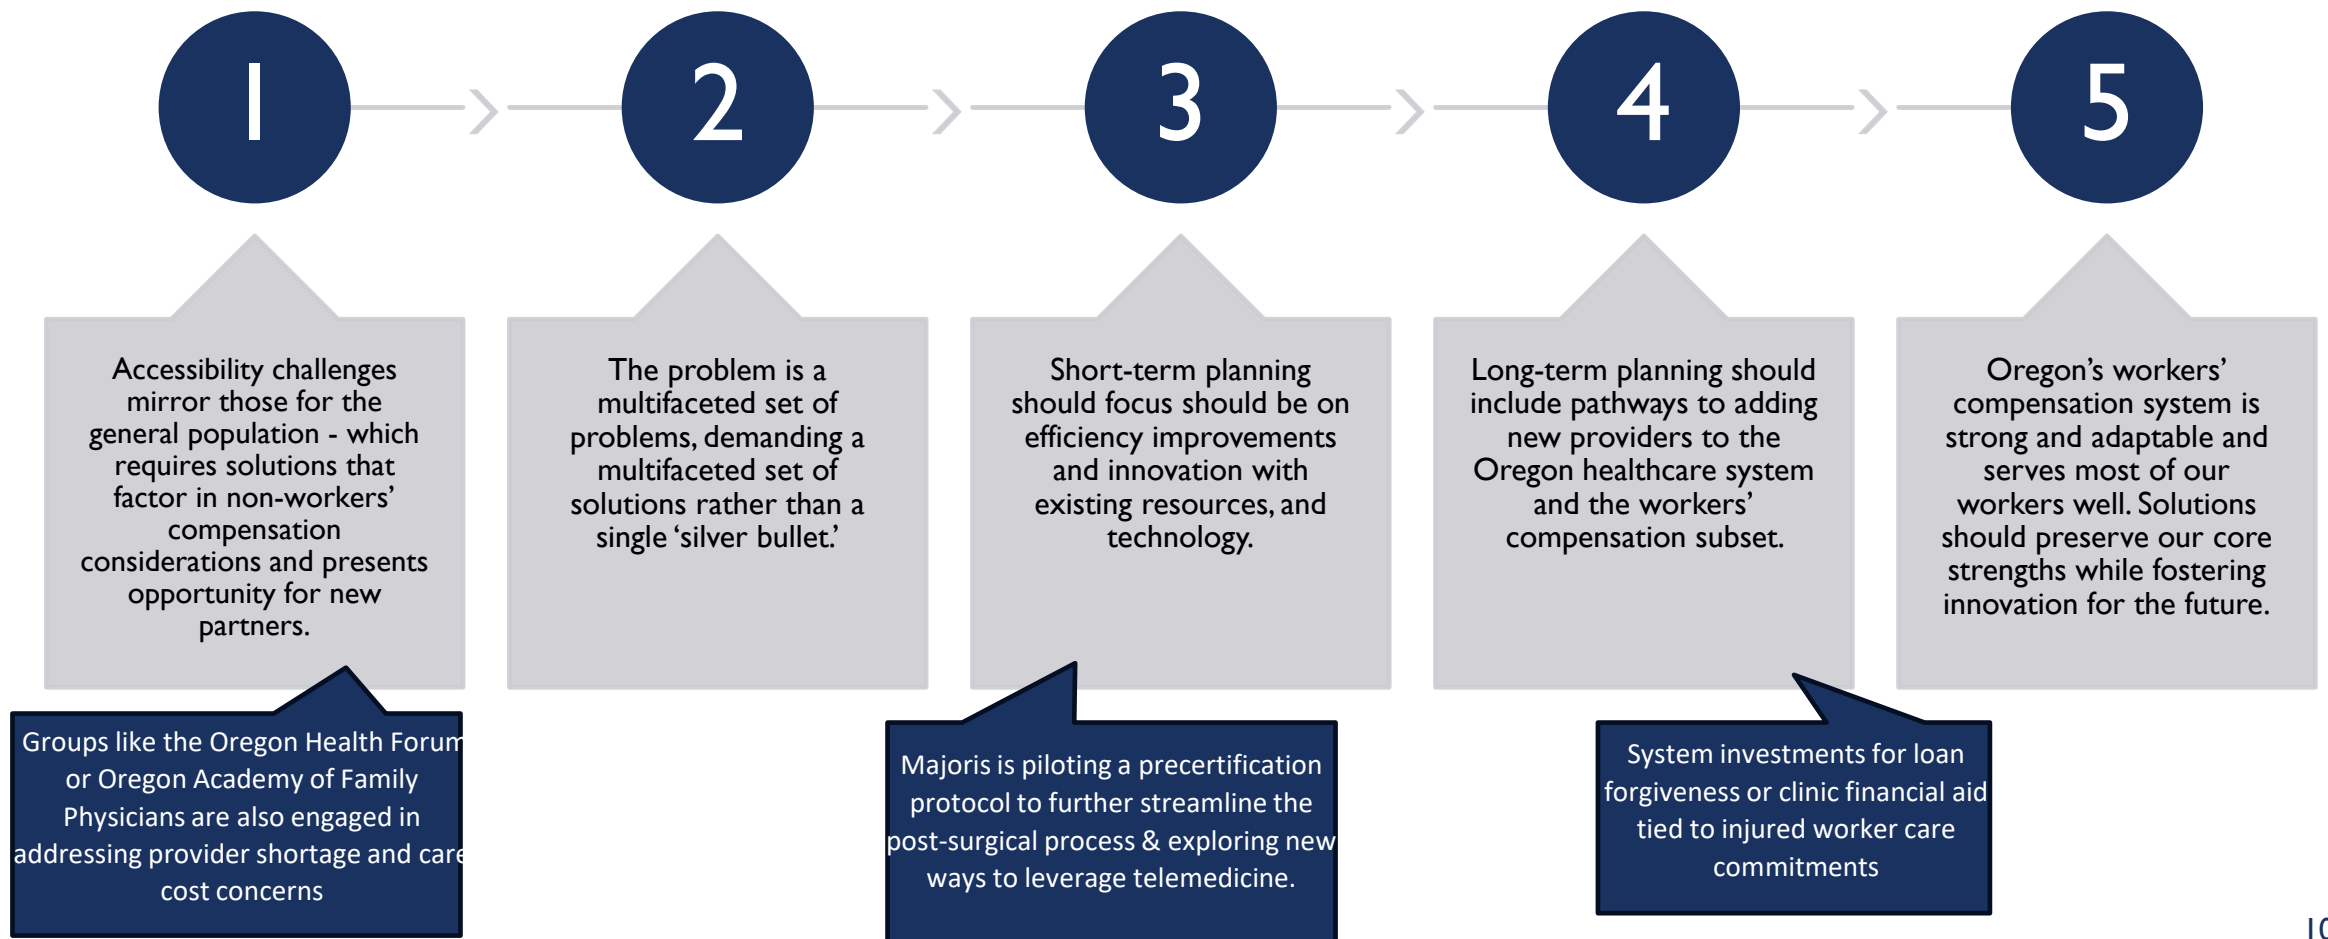 1
2
3
4
5
Accessibility challenges
mirror those for the
general population - which
requires solutions that
factor in non-workers’
compensation
considerations and presents
opportunity for new
partners.
The problem is a
multifaceted set of
problems, demanding a
multifaceted set of
solutions rather than a
single ‘silver bullet.’
Short-term planning
should focus should be on
efficiency improvements
and innovation with
existing resources, and
technology.
Long-term planning should
include pathways to adding
new providers to the
Oregon healthcare system
and the workers’
compensation subset.
Oregon’s workers’
compensation system is
strong and adaptable and
serves most of our
workers well. Solutions
should preserve our core
strengths while fostering
innovation for the future.
Groups like the Oregon Health Forum
or Oregon Academy of Family
Physicians are also engaged in
addressing provider shortage and care
cost concerns
Majoris is piloting a precertification
protocol to further streamline the
post-surgical process & exploring new
ways to leverage telemedicine.
System investments for loan
forgiveness or clinic financial aid
tied to injured worker care
commitments
10